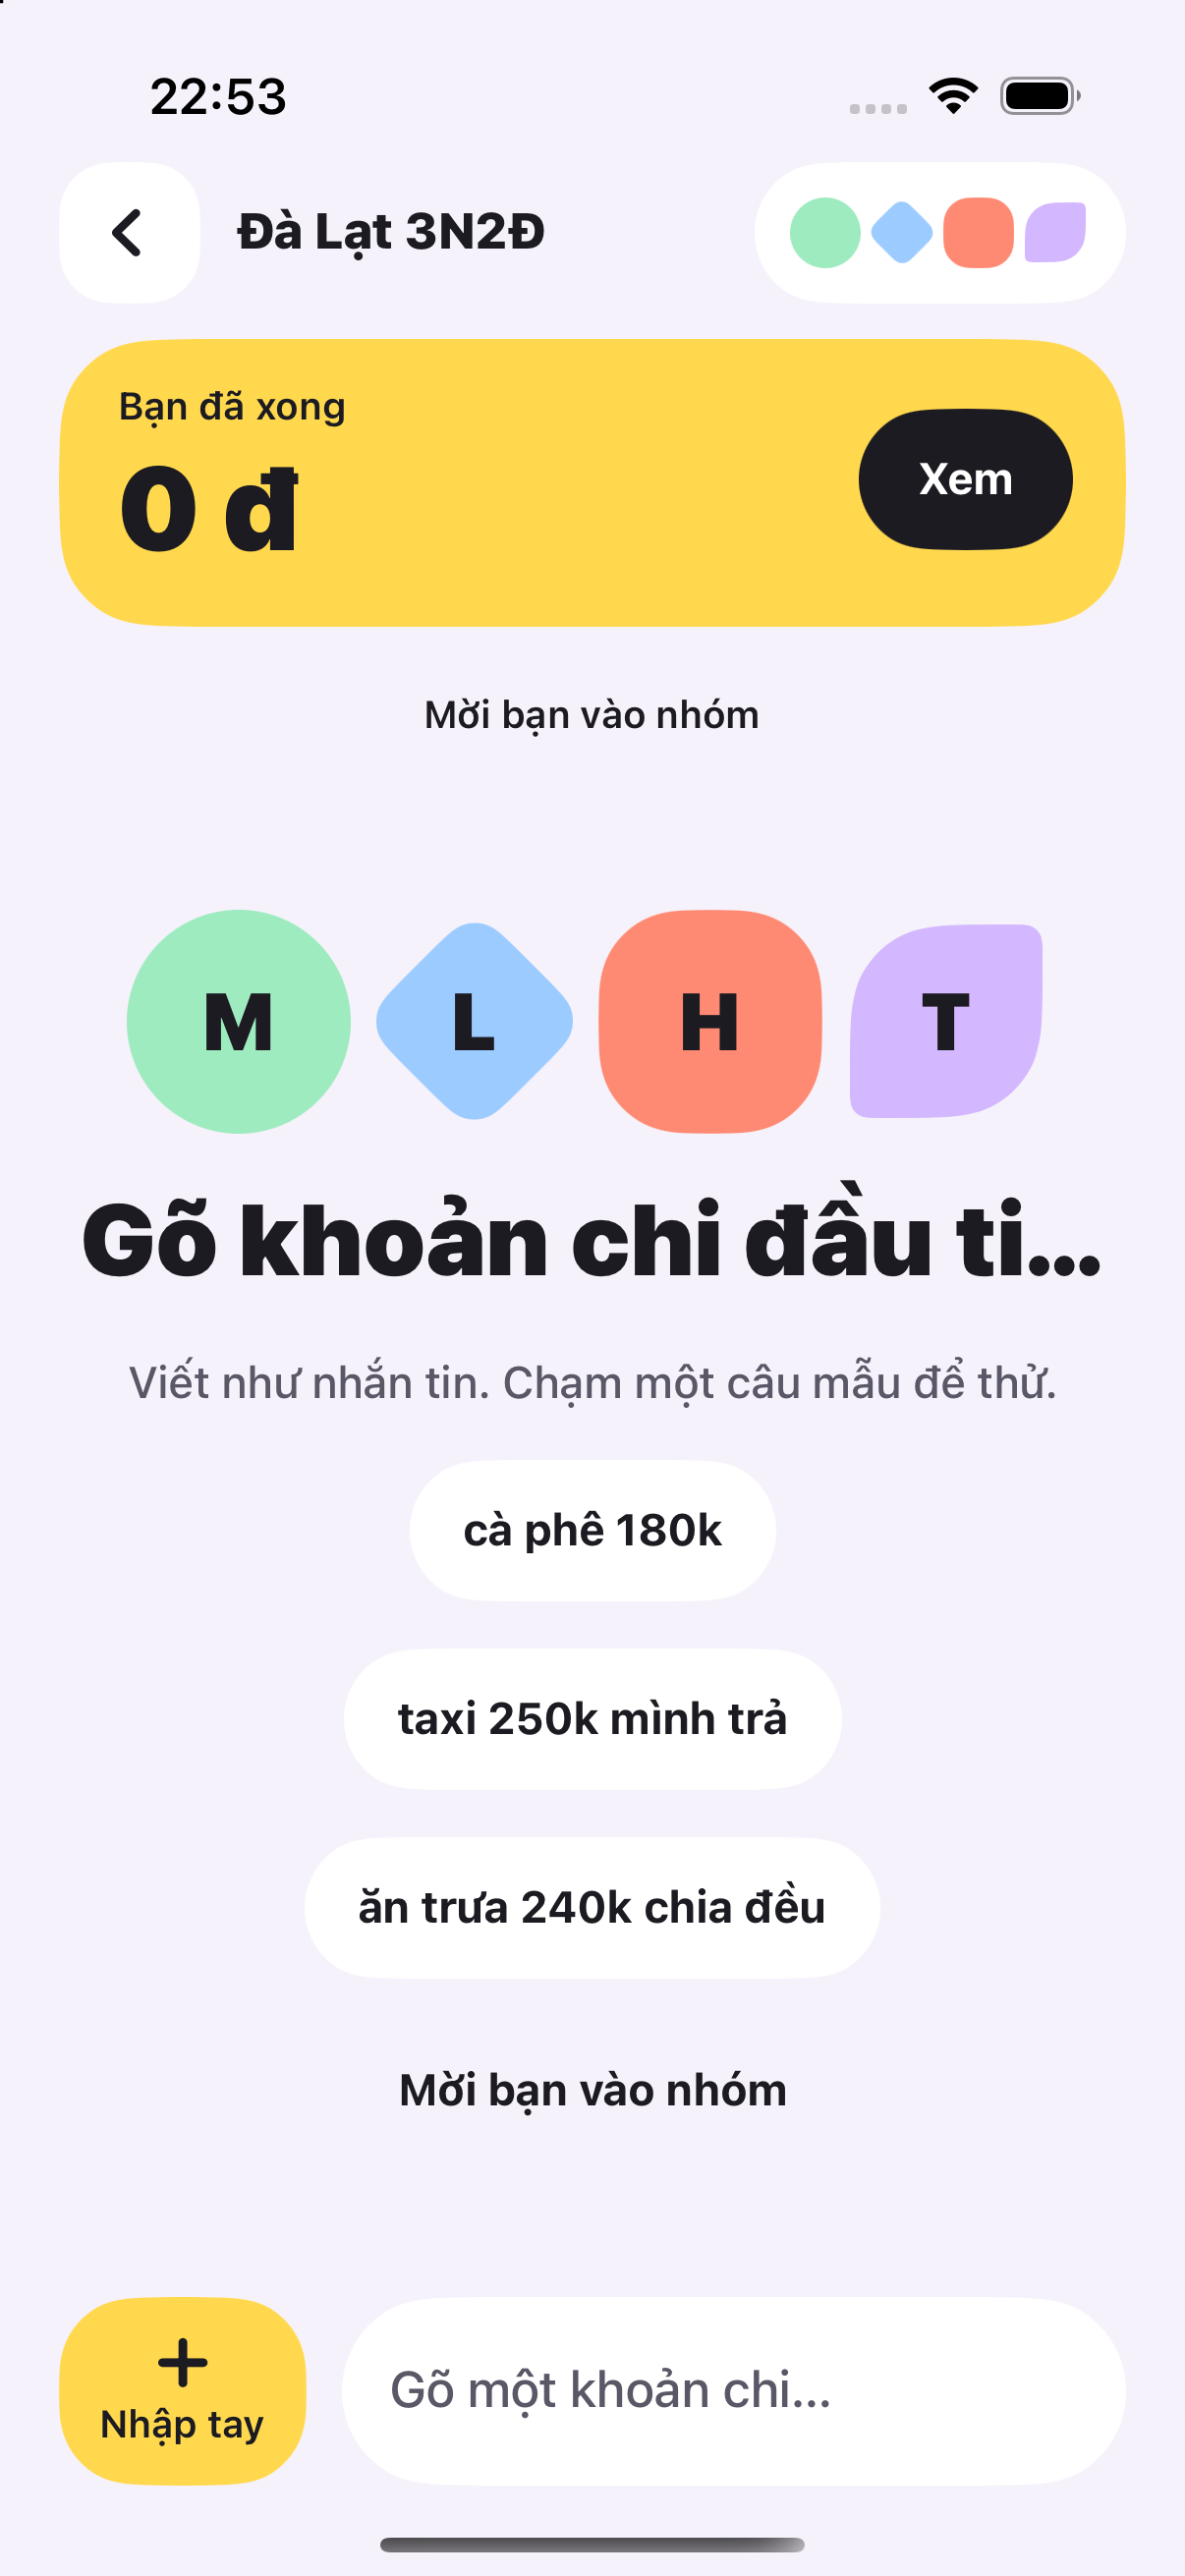 22:53
Đà Lạt 3N2Đ
Bạn đã xong
0 đ
Xem
Mời bạn vào nhóm
M L H T
Gõ khoản chi đầu ti...
Viết như nhắn tin. Chạm một câu mẫu để thử.
cà phê 180k
taxi 250k mình trả
ăn trưa 240k chia đều
Mời bạn vào nhóm
Nhập tay
Gõ một khoản chi...